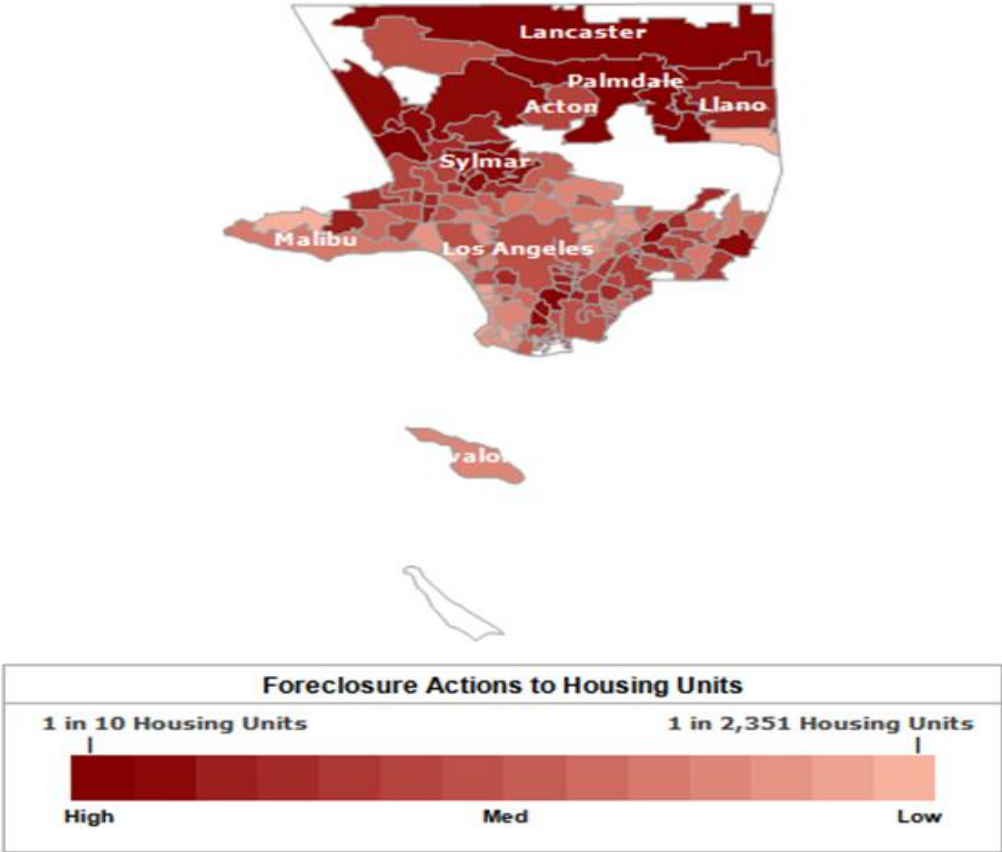 Lancaster
Palmdale
Acton
Llano
Sylmar
Malibu
Los Angeles
valo
Foreclosure Actions to Housing Units
1 in 10 Housing Units
1 in 2,351 Housing Units
High
Med
Low